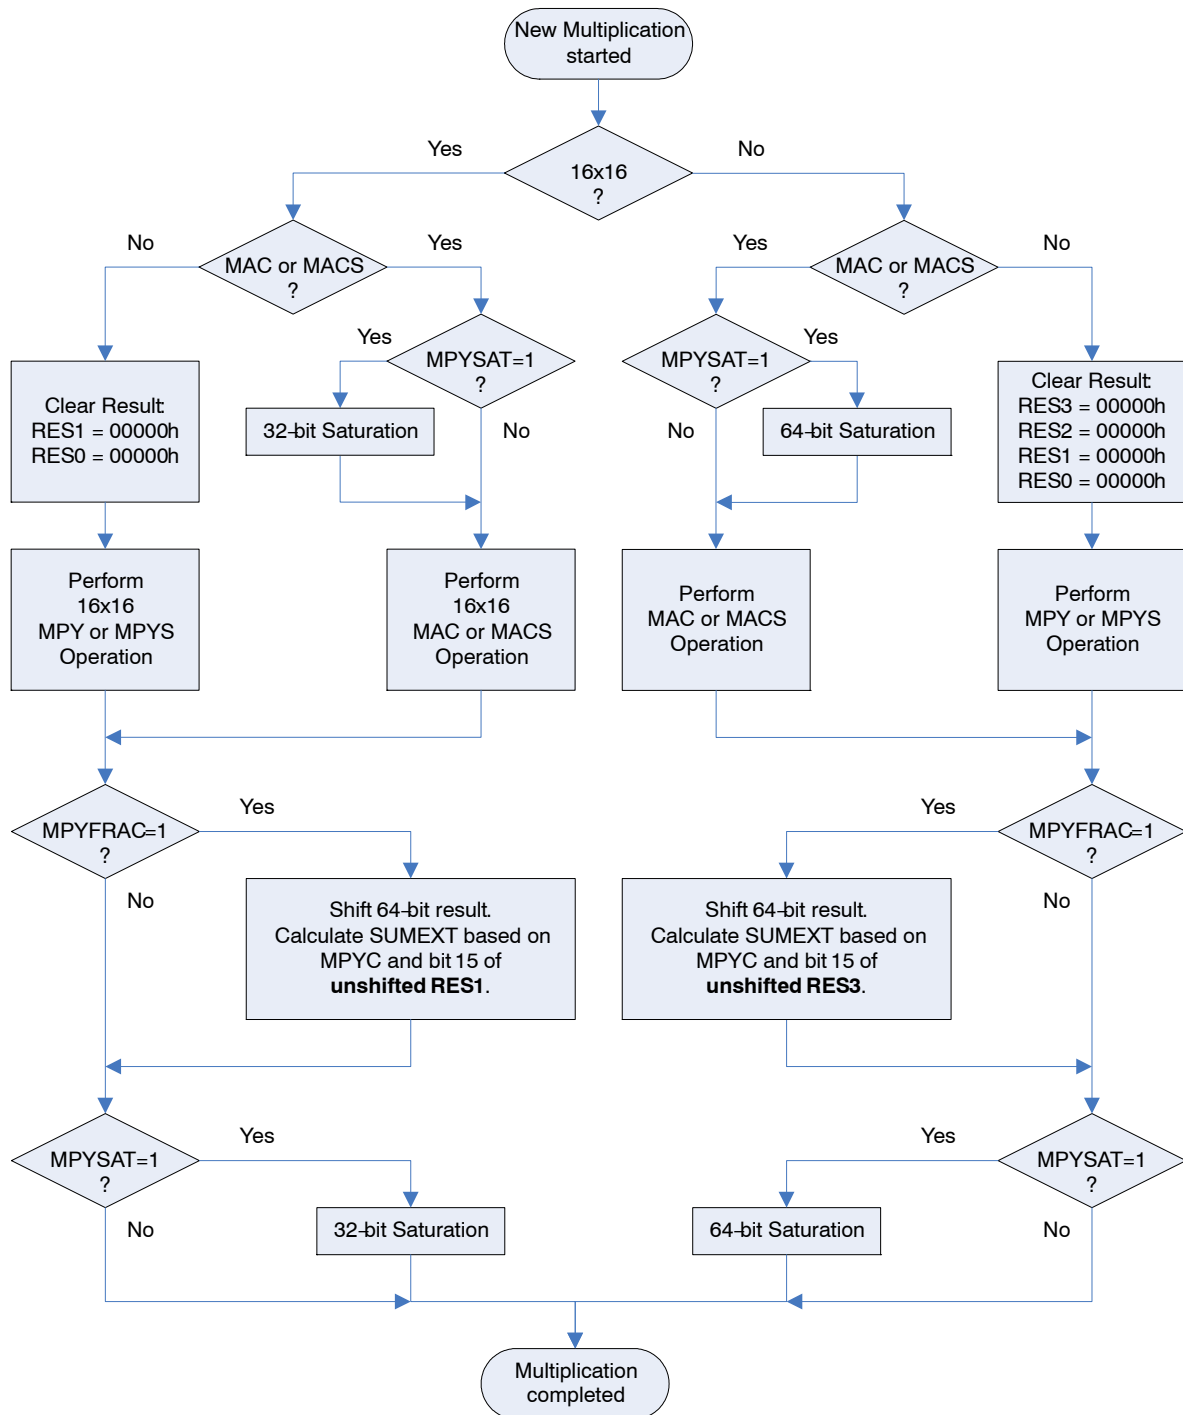 New Multiplication
started
Yes
No
16x16
?
No
Yes
Yes
No
MAC or MACS
?
MAC or MACS
?
Yes
Yes
MPYSAT=1
?
MPYSAT=1
?
Clear Result:
RES1 = 00000h
RES0 = 00000h
32-bit Saturation
No
No
64-bit Saturation
Clear Result:
RES3 = 00000h
RES2 = 00000h
RES1 = 00000h
RES0 = 00000h
Perform
16x16
MPY or MPYS
Operation
Perform
16x16
MAC or MACS
Operation
Perform
MAC or MACS
Operation
Perform
MPY or MPYS
Operation
Yes
Yes
MPYFRAC=1
?
MPYFRAC=1
?
No
No
Shift 64-bit result.
Calculate SUMEXT based on
MPYC and bit 15 of
unshifted RES1.
Shift 64-bit result.
Calculate SUMEXT based on
MPYC and bit 15 of
unshifted RES3.
Yes
Yes
MPYSAT=1
?
MPYSAT=1
?
No
32-bit Saturation
64-bit Saturation
No
Multiplication
completed